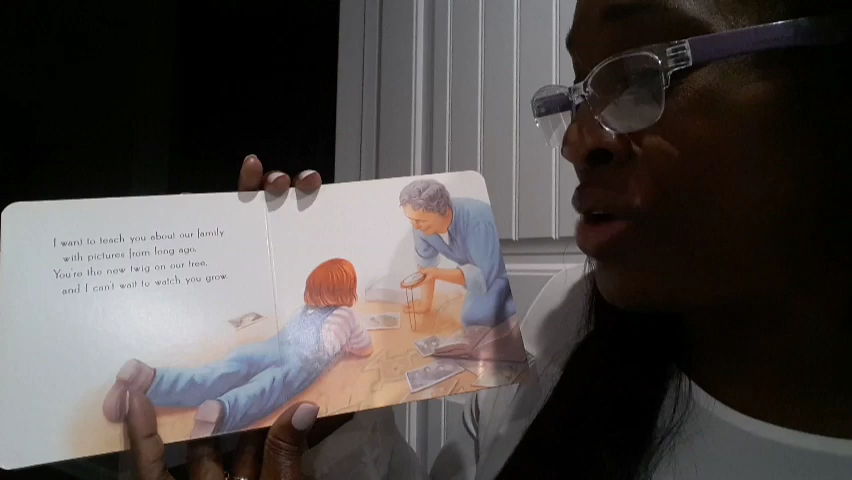 I want to teach you about our family
with pictures from long ago.
You're the new twig on our tree,
and I can't wait to watch you grow.